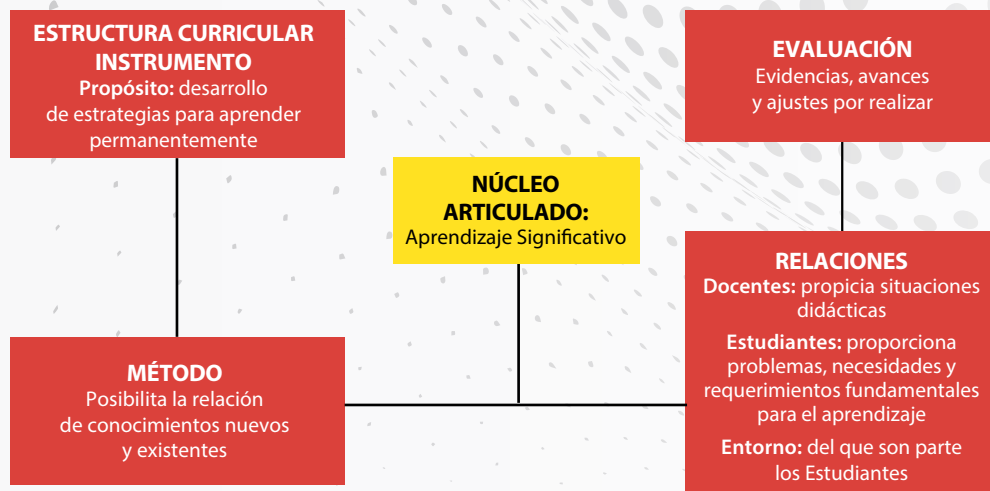 ESTRUCTURA CURRICULAR
INSTRUMENTO
Propósito: desarrollo
de estrategias para aprender
permanentemente
EVALUACIÓN
Evidencias, avances
y ajustes por realizar
NÚCLEO
ARTICULADO:
Aprendizaje Significativo
MÉTODO
Posibilita la relación
de conocimientos nuevos
y existentes
RELACIONES
Docentes: propicia situaciones
didácticas
Estudiantes: proporciona
problemas, necesidades y
requerimientos fundamentales
para el aprendizaje
Entorno: del que son parte
los Estudiantes